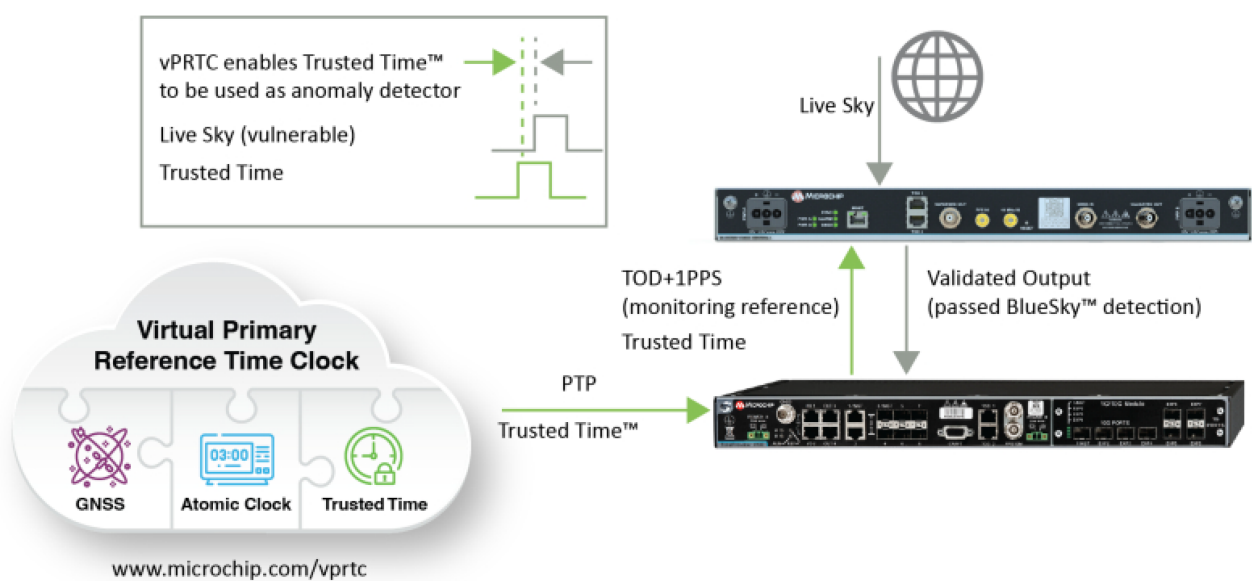 vPRTC enables Trusted Time™
to be used as anomaly detector
Live Sky (vulnerable)
Trusted Time
Live Sky
MICROCHIP
TOD+1PPS
(monitoring reference)
Trusted Time
Validated Output
(passed BlueSky™ detection)
Virtual Primary
Reference Time Clock
03:00
GNSS
Atomic Clock
Trusted Time
PTP
Trusted Time™
MICROCHIP
www.microchip.com/vprtc